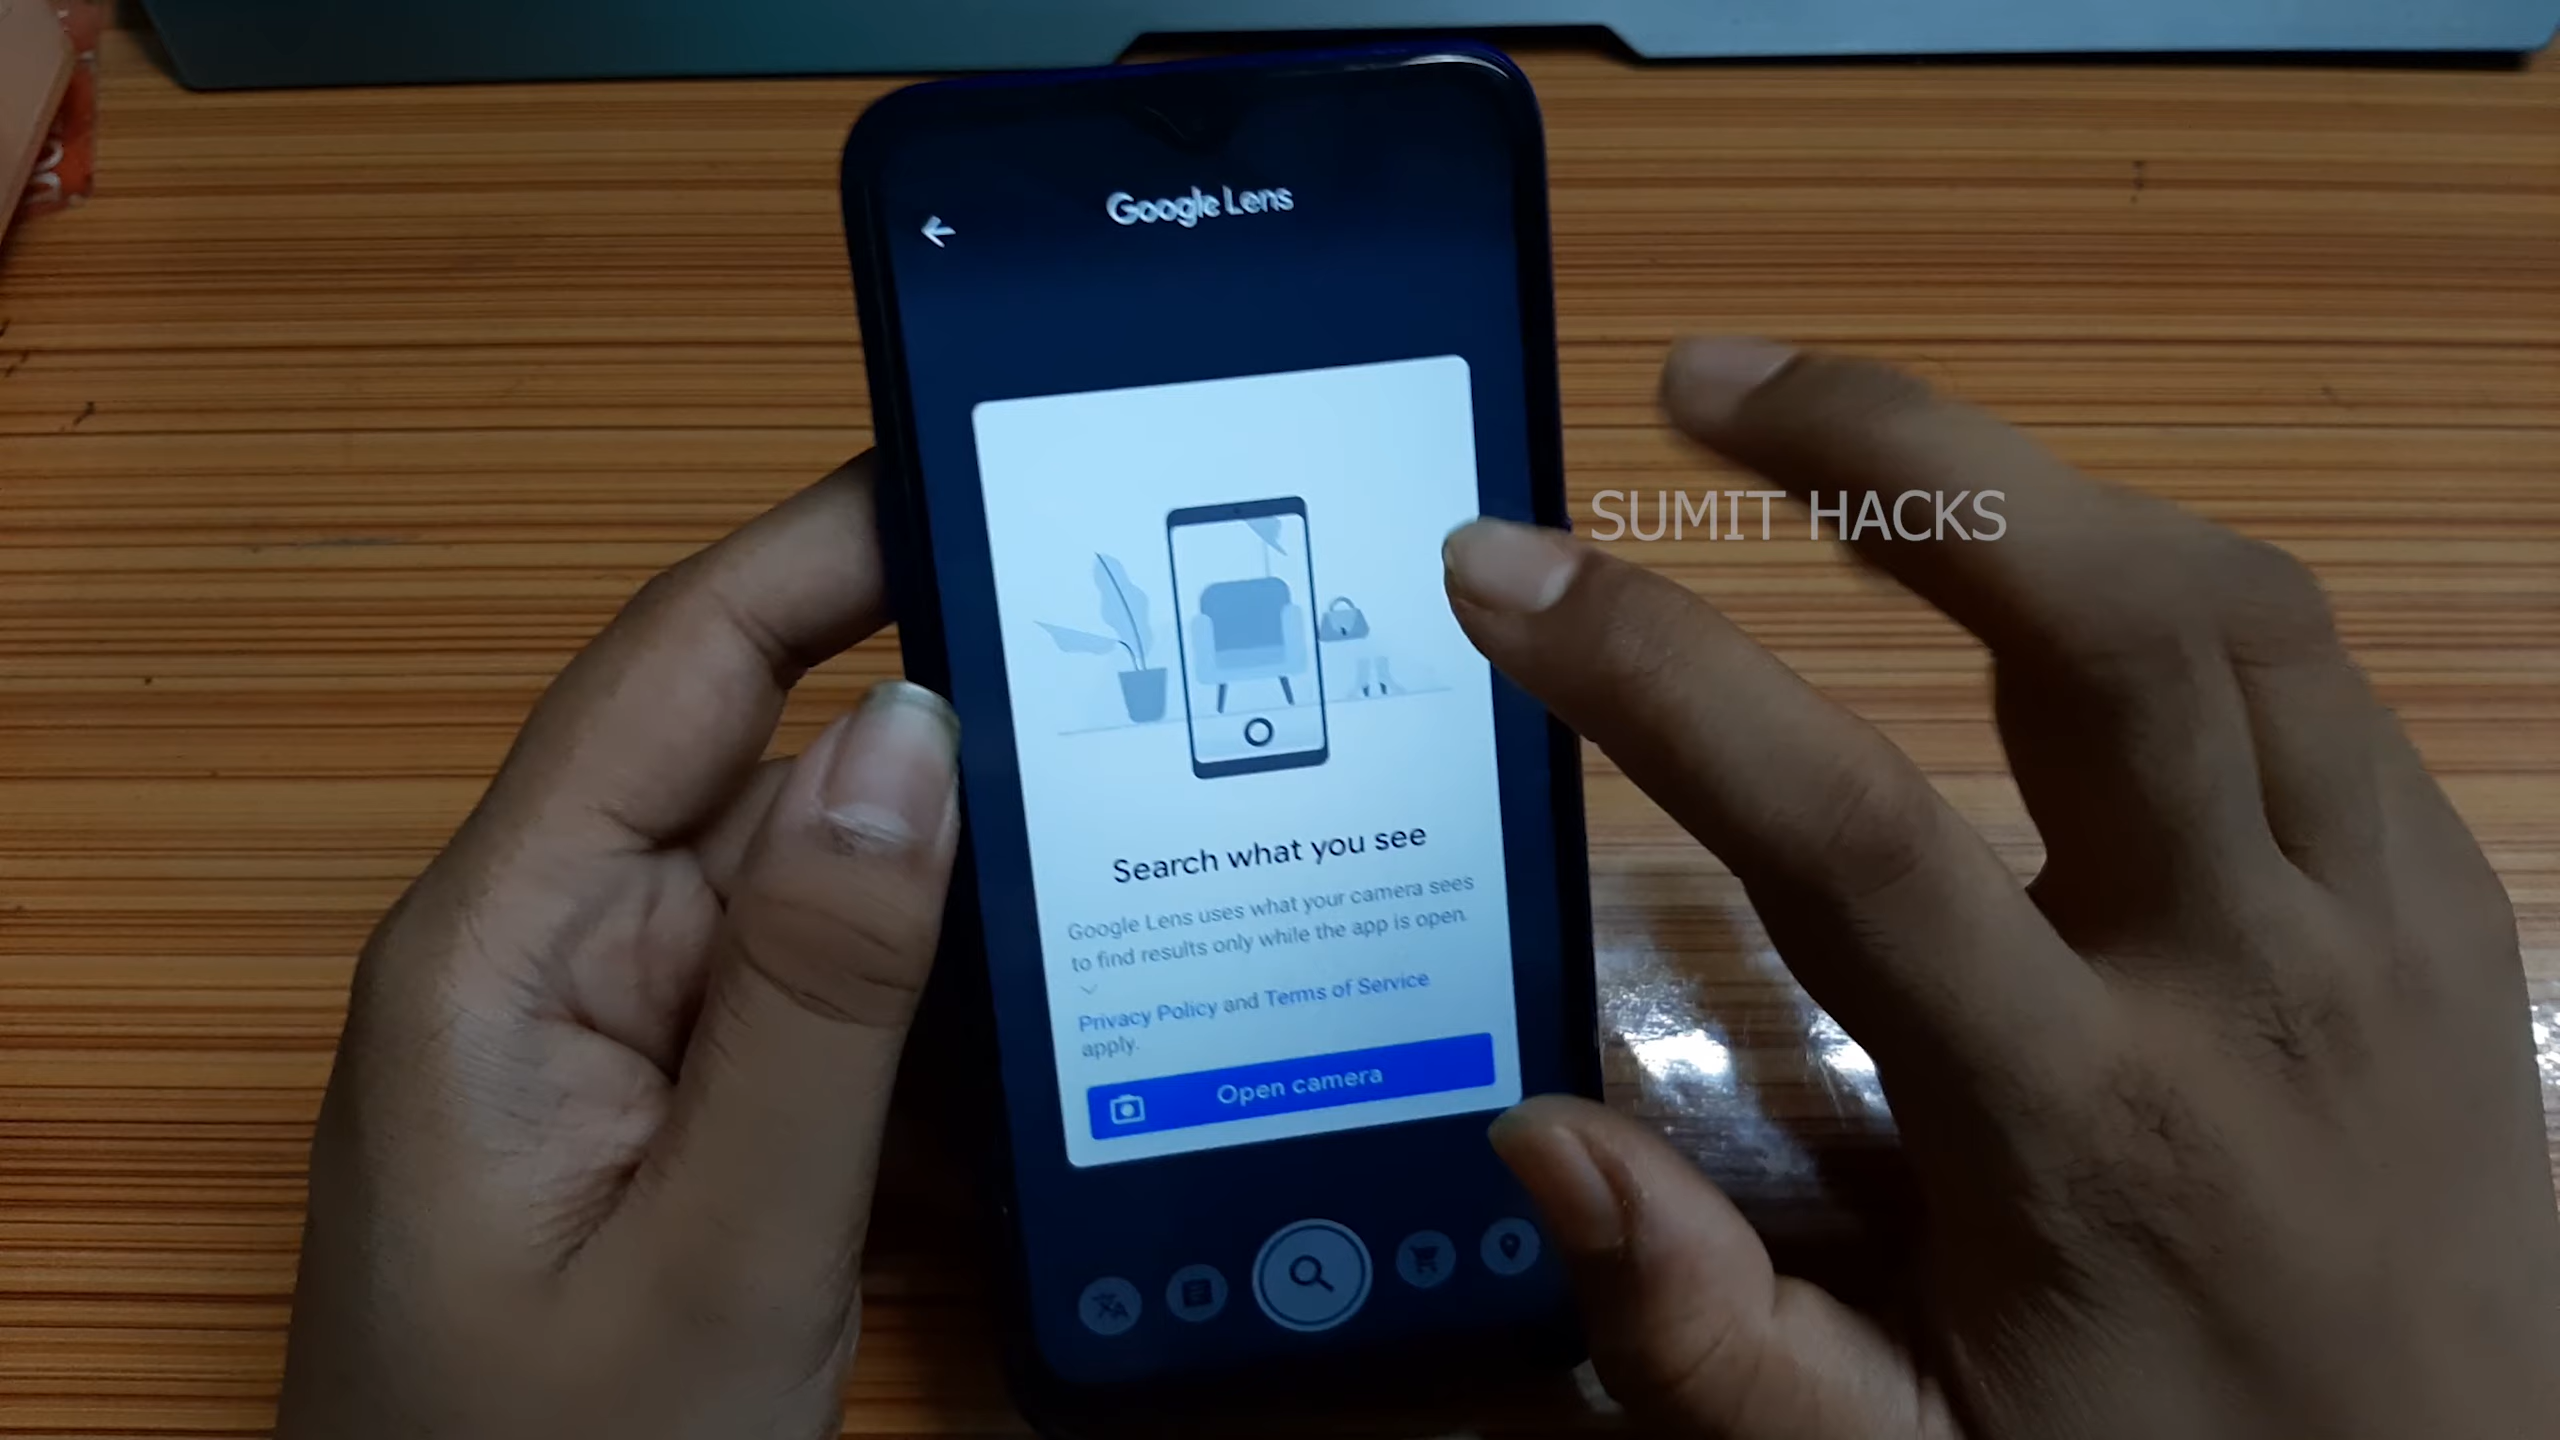 Google Lens
SUMIT HACKS
Search what you see
Google Lens uses what your camera sees
to find results only while the app is open.
Privacy Policy and Terms of Service
apply.
Open camera